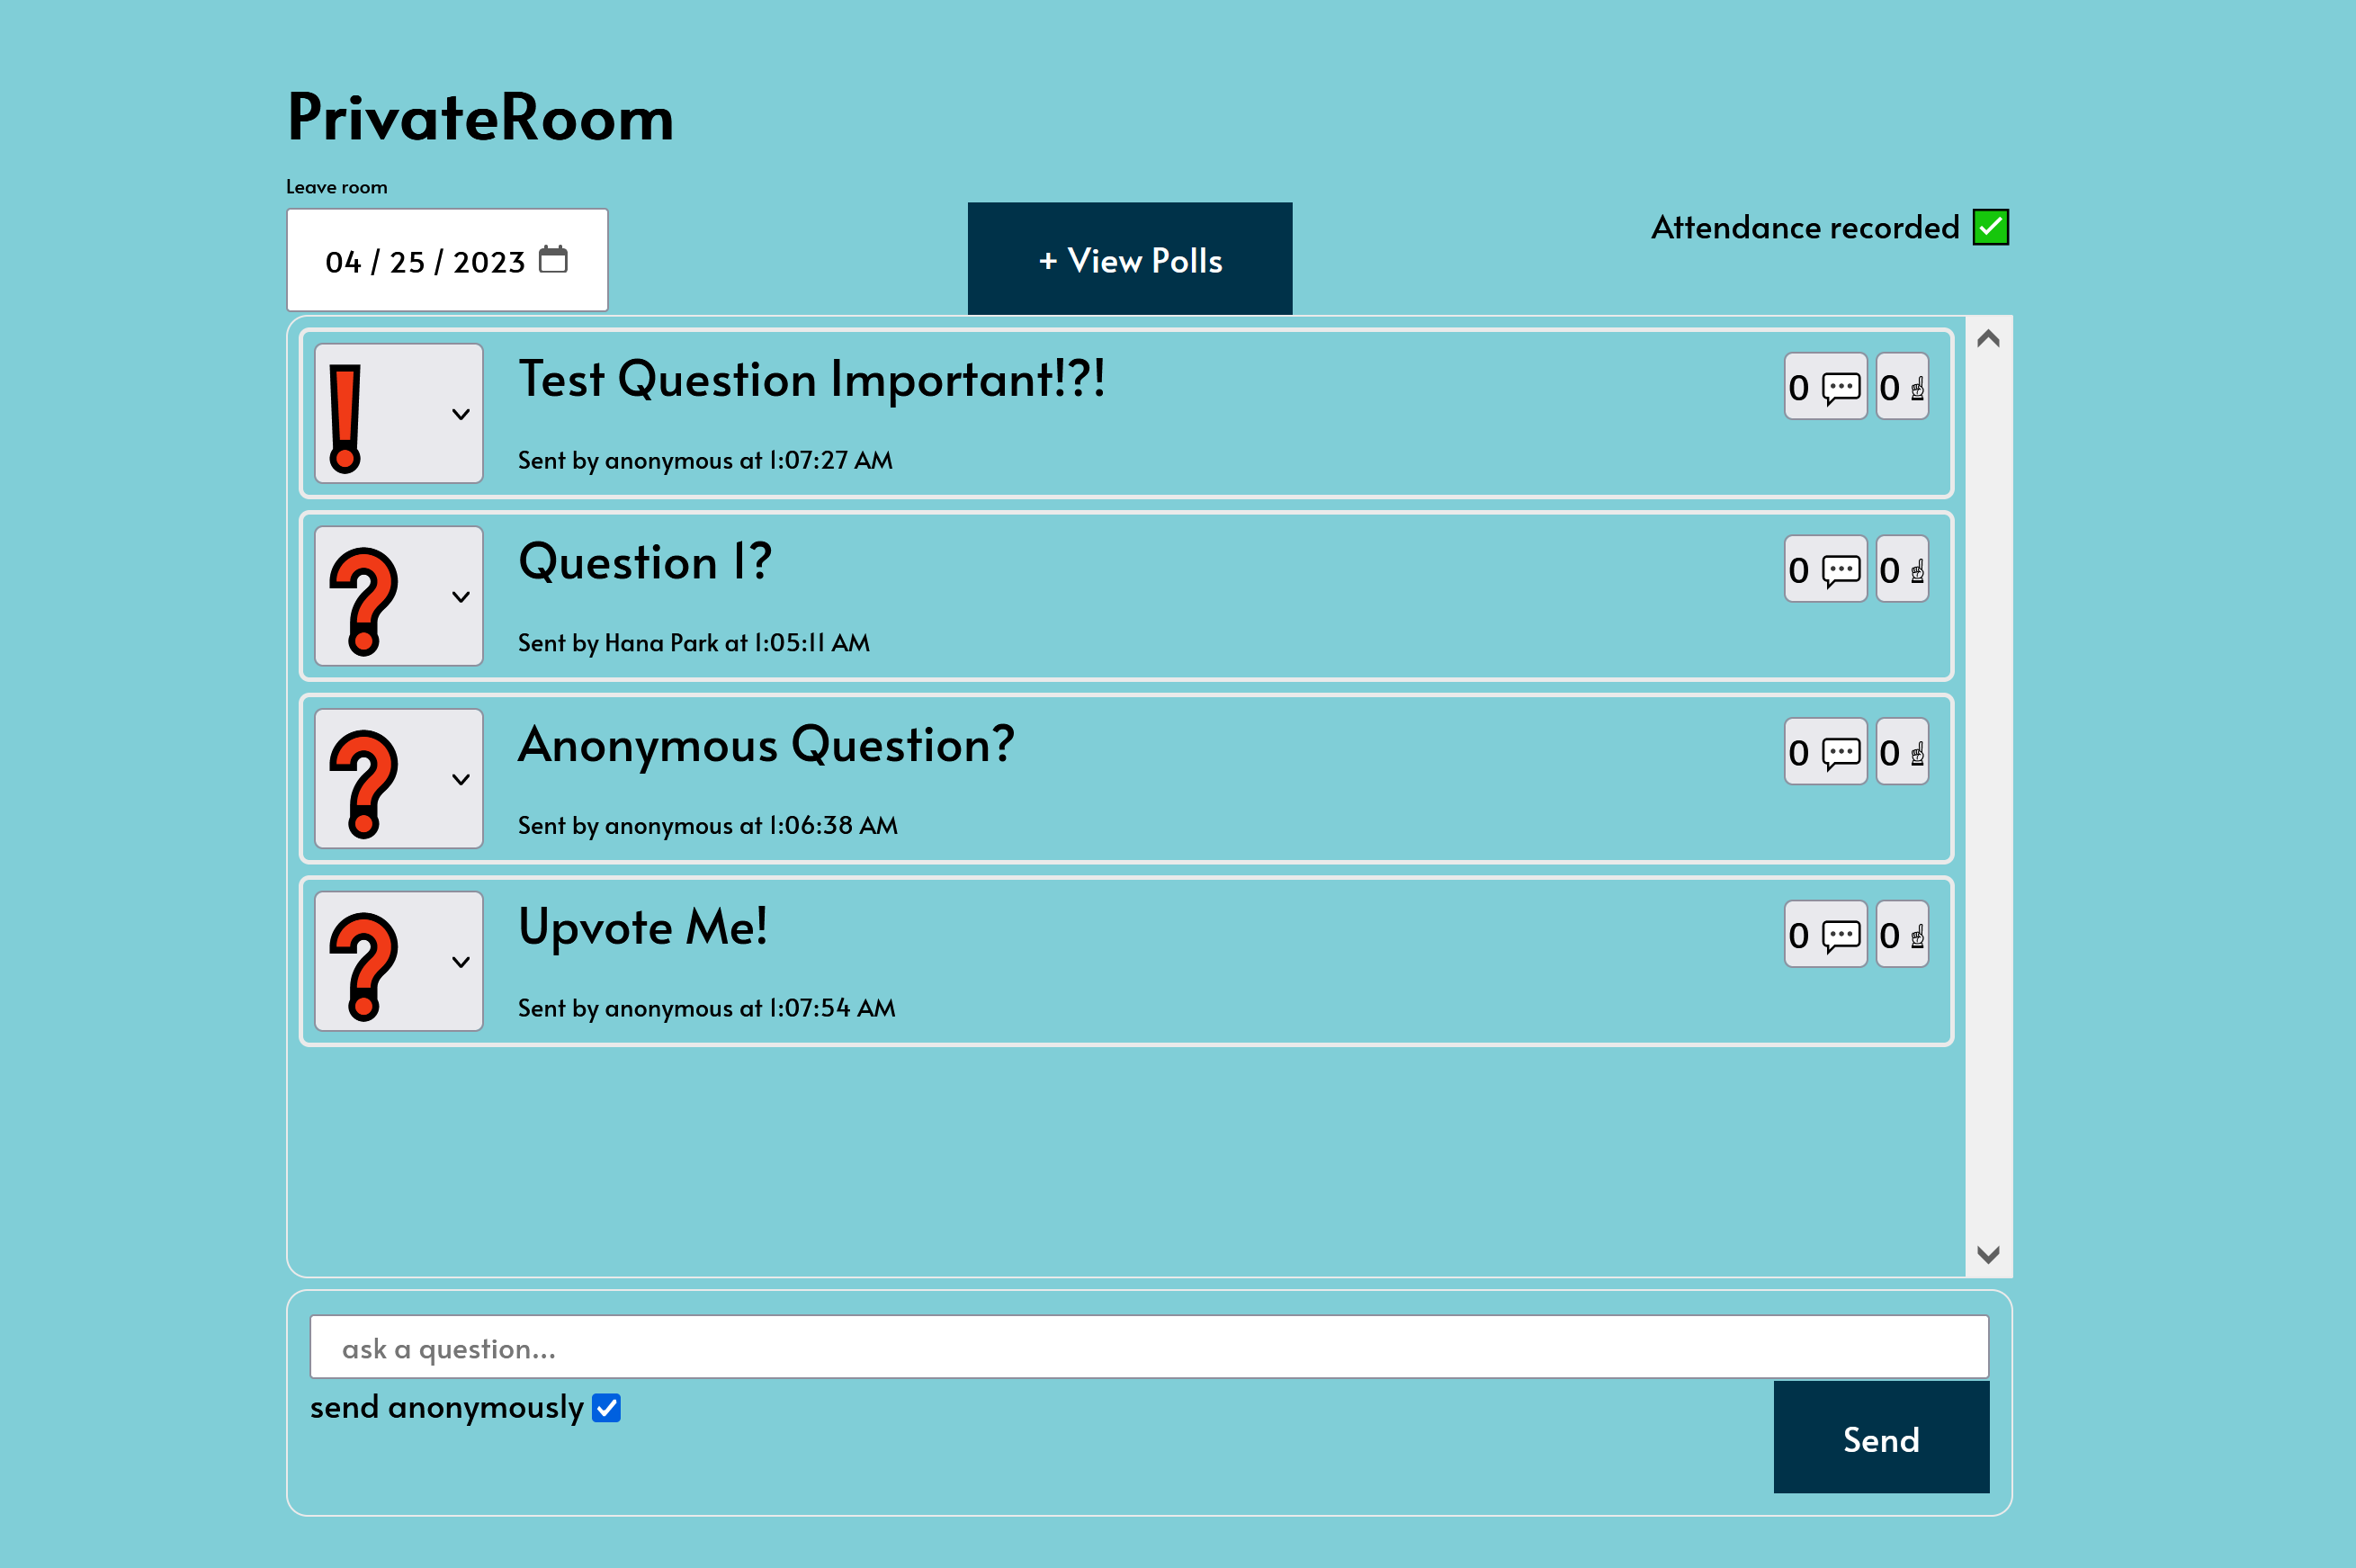 PrivateRoom
Leave room
04 / 25 / 2023
+ View Polls
Attendance recorded
Test Question Important!?!
0
0
Sent by anonymous at 1:07:27 AM
Question 1?
0
0
Sent by Hana Park at 1:05:11 AM
Anonymous Question?
0
0
Sent by anonymous at 1:06:38 AM
Upvote Me!
0
0
Sent by anonymous at 1:07:54 AM
ask a question...
send anonymously
Send